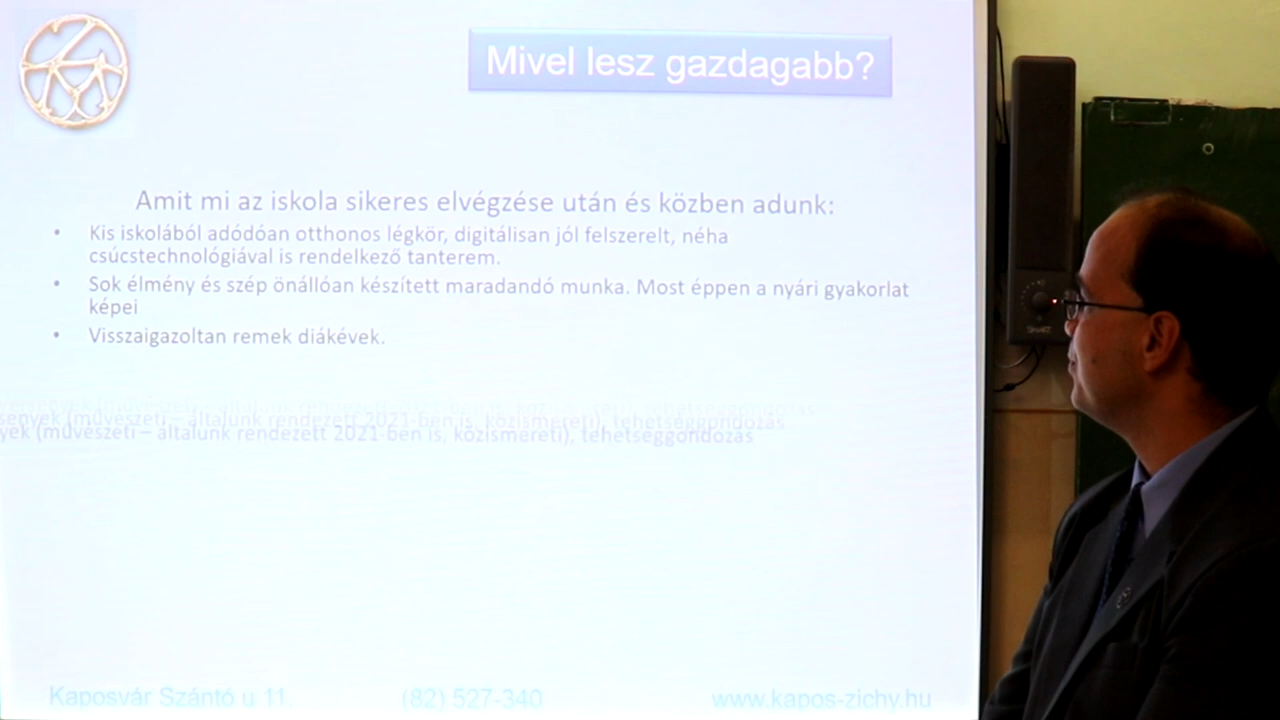 Mivel lesz gazdagabb?
Amit mi az iskola sikeres elvégzése után és közben adunk:
• Kis iskolából adódóan otthonos légkör, digitálisan jól felszerelt, néha
csúcstechnológiával is rendelkező tanterem.
• Sok élmény és szép önállóan készített maradandó munka. Most éppen a nyári gyakorlat
képei
• Visszaigazoltan remek diákévek.
(művészeti – általunk rendezett 2021-ben is, közismereti), tehetséggondozás
Kaposvár Szántó u 11. (82) 527-340 www.kapos-zichy.hu
SMART